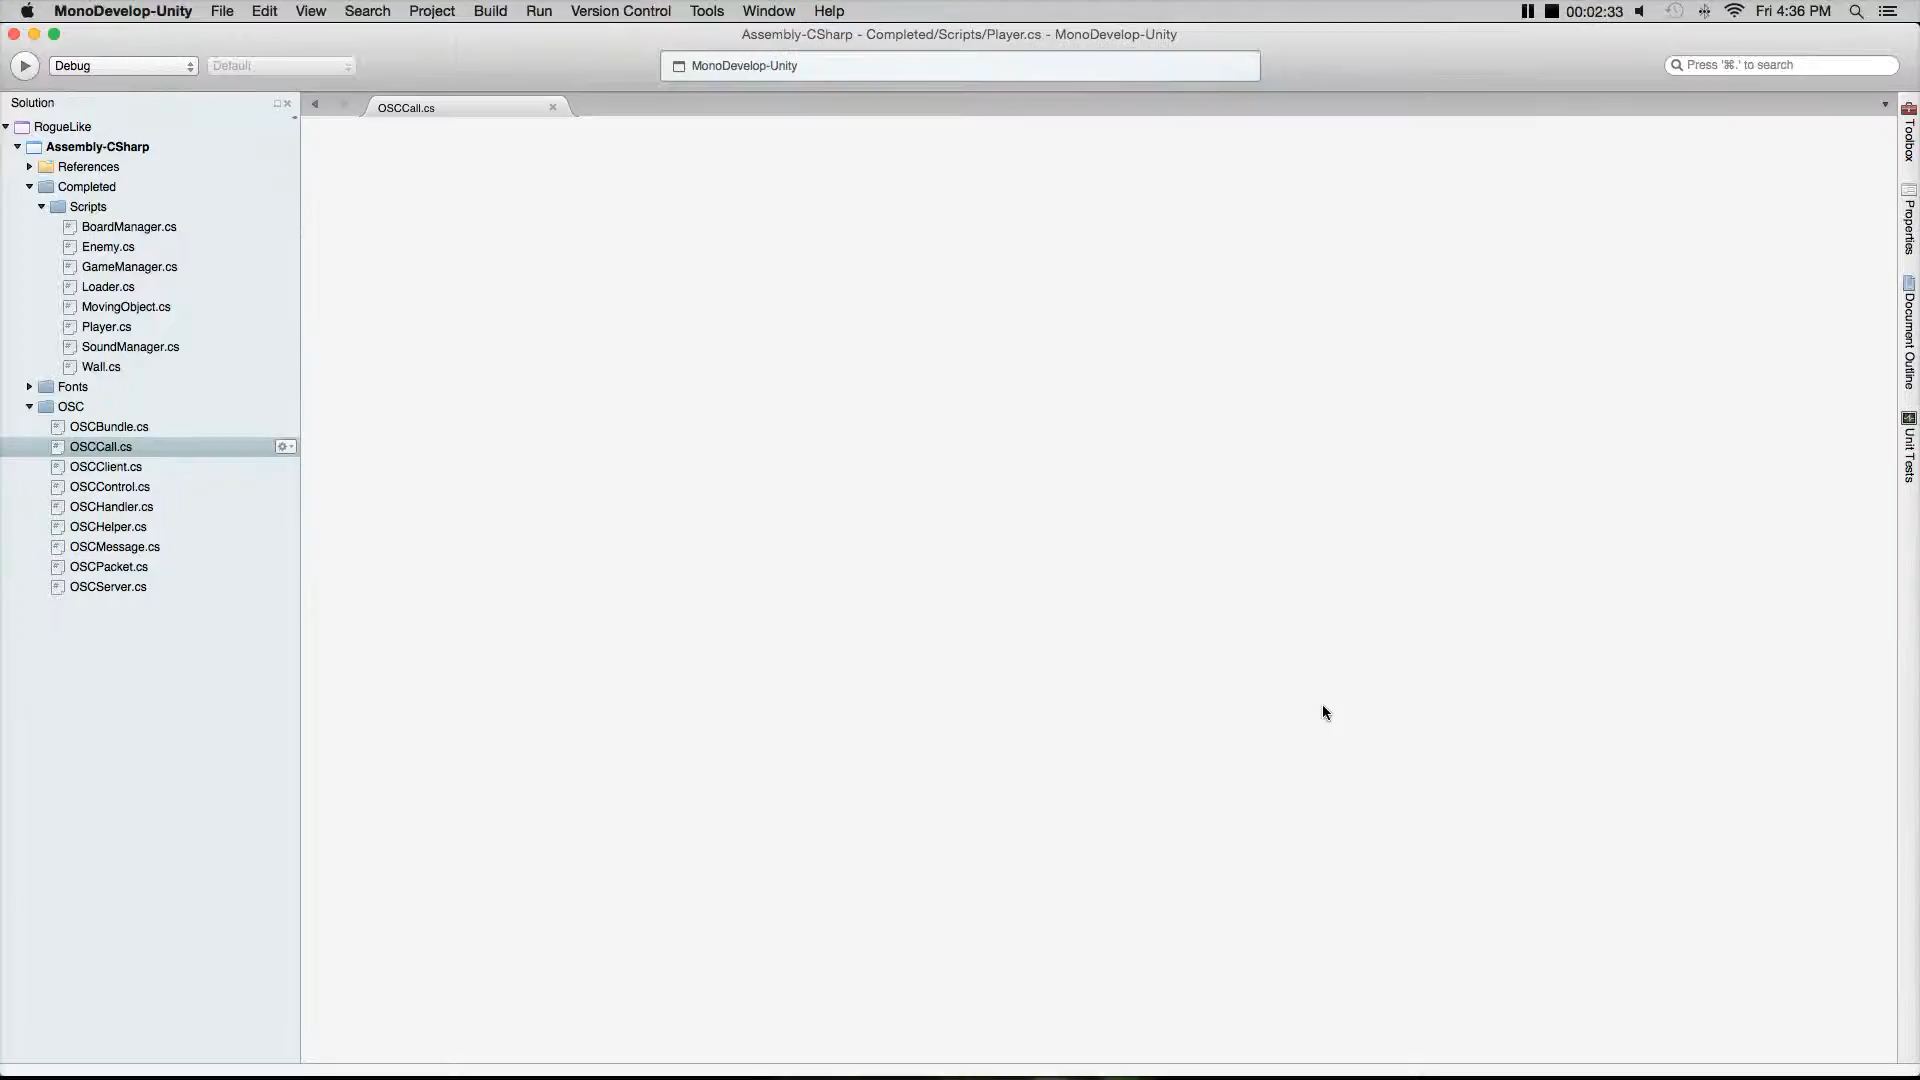 MonoDevelop-Unity File Edit View Search Project Build Run Version Control Tools Window Help 00:02:33 Fri 4:36 PM
Assembly-CSharp - Completed/Scripts/Player.cs - MonoDevelop-Unity
Debug Default MonoDevelop-Unity Press '⌘.' to search
Solution
OSCCall.cs
RogueLike
Assembly-CSharp
References
Completed
Scripts
BoardManager.cs
Enemy.cs
GameManager.cs
Loader.cs
MovingObject.cs
Player.cs
SoundManager.cs
Wall.cs
Fonts
OSC
OSCBundle.cs
OSCCall.cs
OSCClient.cs
OSCControl.cs
OSCHandler.cs
OSCHelper.cs
OSCMessage.cs
OSCPacket.cs
OSCServer.cs
Toolbox
Properties
Document Outline
Unit Tests